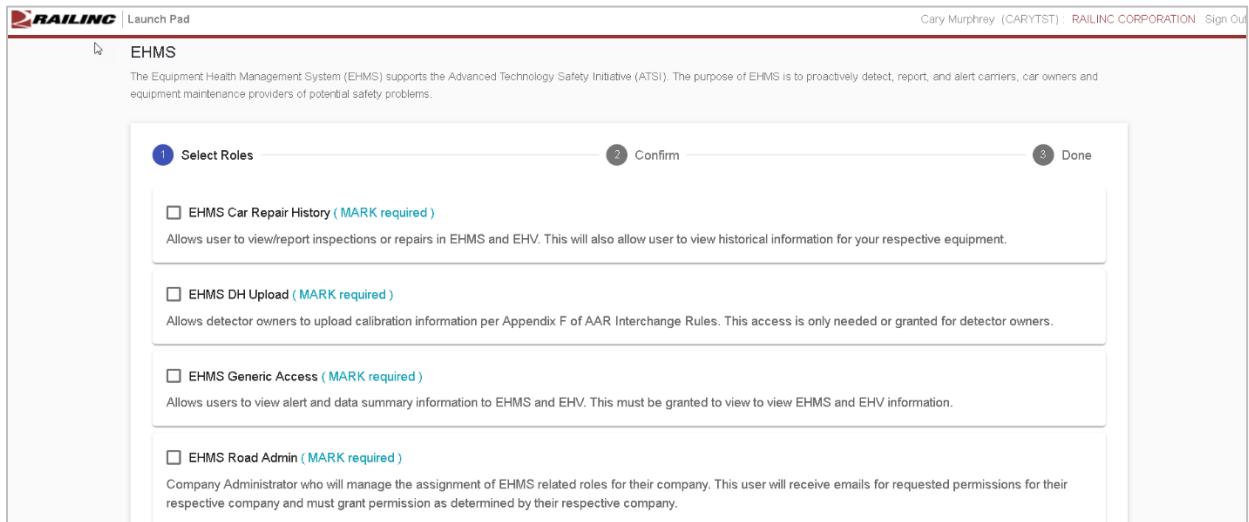 RAILINC Launch Pad Cary Murphrey (CARYTST) : RAILINC CORPORATION Sign Out
EHMS
The Equipment Health Management System (EHMS) supports the Advanced Technology Safety Initiative (ATSI). The purpose of EHMS is to proactively detect, report, and alert carriers, car owners and
equipment maintenance providers of potential safety problems.
1 Select Roles 2 Confirm 3 Done
EHMS Car Repair History ( MARK required )
Allows user to view/report inspections or repairs in EHMS and EHV. This will also allow user to view historical information for your respective equipment.
EHMS DH Upload ( MARK required )
Allows detector owners to upload calibration information per Appendix F of AAR Interchange Rules. This access is only needed or granted for detector owners.
EHMS Generic Access ( MARK required )
Allows users to view alert and data summary information to EHMS and EHV. This must be granted to view to view EHMS and EHV information.
EHMS Road Admin ( MARK required )
Company Administrator who will manage the assignment of EHMS related roles for their company. This user will receive emails for requested permissions for their
respective company and must grant permission as determined by their respective company.